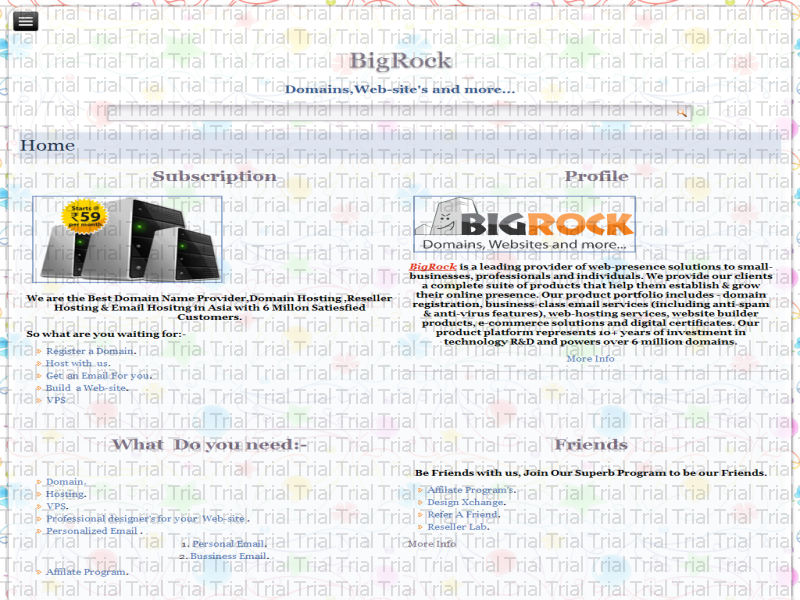 BigRock
Domains,Web-site's and more...
Home
Subscription
Starts @
₹59
per month
We are the Best Domain Name Provider,Domain Hosting ,Reseller
Hosting & Email Hositng in Asia with 6 Millon Satiesfied
Customers.
So what are you waiting for:-
Register a Domain.
Host with us.
Get an Email For you.
Build a Web-site.
VPS
Profile
BIGROCK
Domains, Websites and more...
BigRock is a leading provider of web-presence solutions to small-
businesses, professionals and individuals. We provide our clients
a complete suite of products that help them establish & grow
their online presence. Our product portfolio includes - domain
registration, business-class email services (including anti-spam
& anti-virus features), web-hosting services, website builder
products, e-commerce solutions and digital certificates. Our
product platform represents 10+ years of investment in
technology R&D and powers over 6 million domains.
More Info
What Do you need:-
Domain.
Hosting.
VPS.
Professional designer's for your Web-site .
Personalized Email .
1. Personal Email.
2. Bussiness Email.
Affilate Program.
Friends
Be Friends with us, Join Our Superb Program to be our Friends.
Affilate Program's.
Design Xchange.
Refer A Friend.
Reseller Lab.
More Info